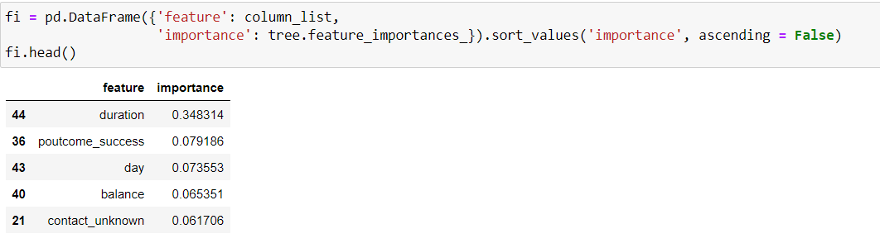 fi = pd.DataFrame({'feature': column_list,
                   'importance': tree.feature_importances_}).sort_values('importance', ascending = False)
fi.head()
feature importance
44 duration 0.348314
36 poutcome_success 0.079186
43 day 0.073553
40 balance 0.065351
21 contact_unknown 0.061706